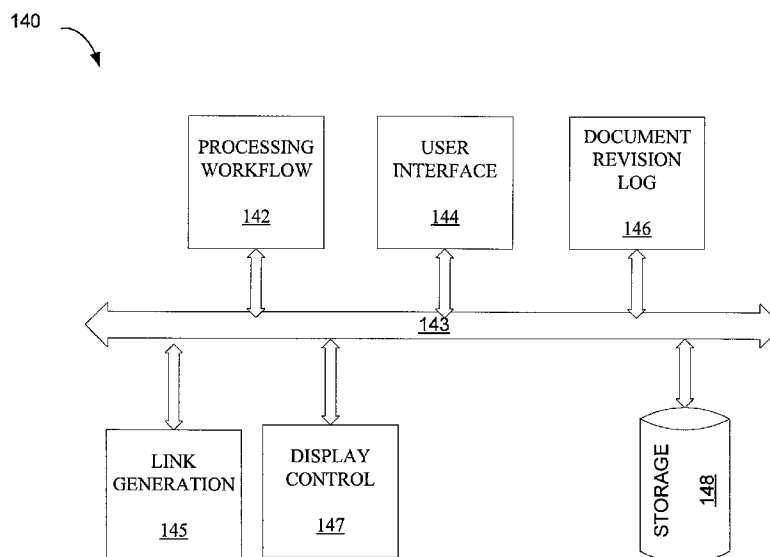 140
PROCESSING
WORKFLOW
142
USER
INTERFACE
144
DOCUMENT
REVISION
LOG
146
143
LINK
GENERATION
145
DISPLAY
CONTROL
147
STORAGE
148